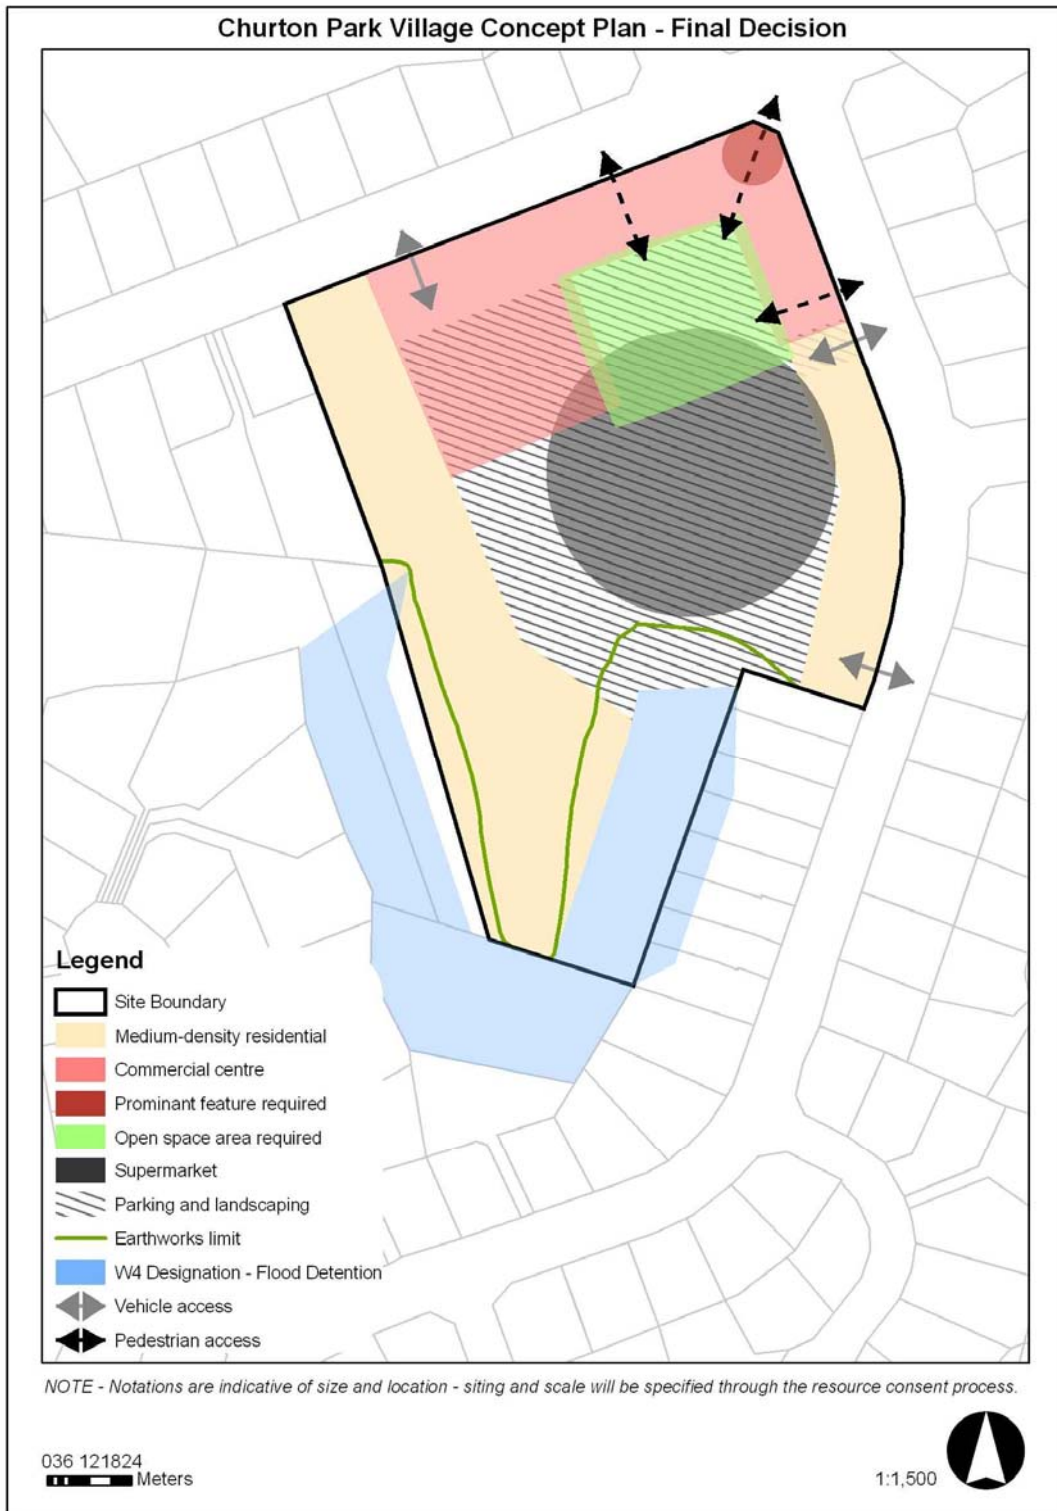 Churton Park Village Concept Plan - Final Decision
Legend
Site Boundary
Medium-density residential
Commercial centre
Prominant feature required
Open space area required
Supermarket
Parking and landscaping
Earthworks limit
W4 Designation - Flood Detention
Vehicle access
Pedestrian access
NOTE - Notations are indicative of size and location - siting and scale will be specified through the resource consent process.
036 121824
Meters
1:1,500